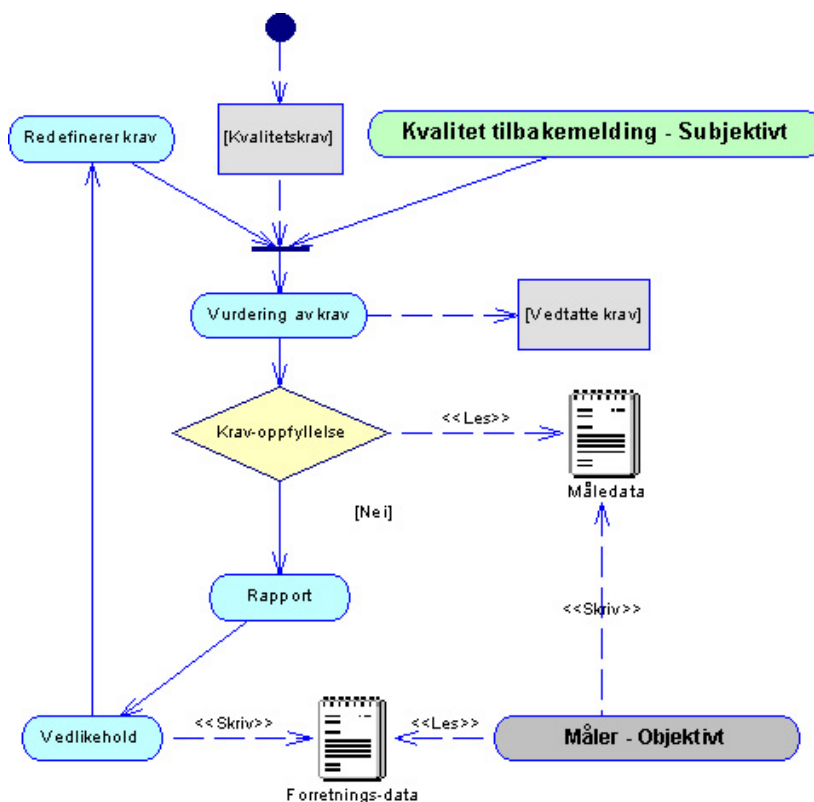 Redefinerer krav
[Kvalitetskrav]
Kvalitet tilbakemelding - Subjektivt
Vurdering av krav
[Vedtatte krav]
Krav-oppfyllelse
<<Les>>
Måledata
[Nei]
Rapport
<<Skriv>>
Vedlikehold
<<Skriv>>
<<Les>>
Måler - Objektivt
Forretnings-data